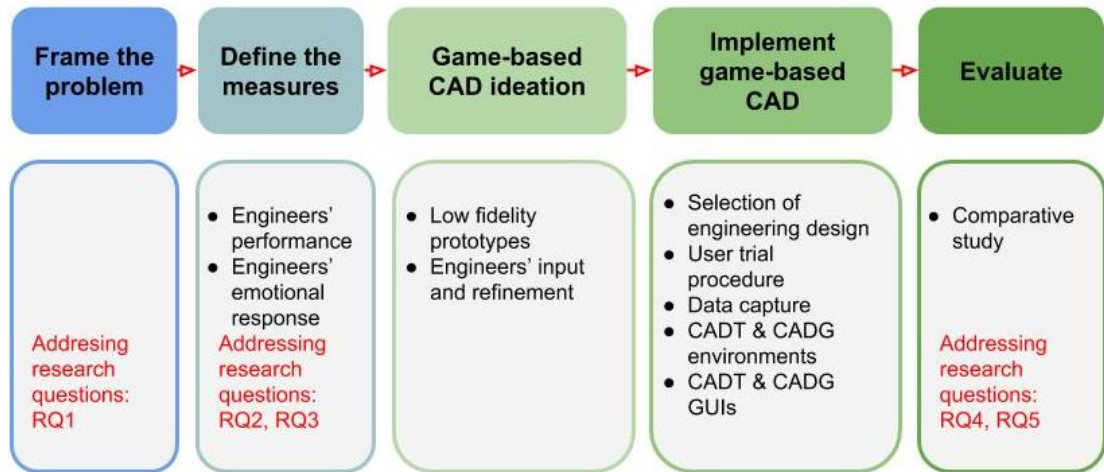 Frame the
problem
Define the
measures
Game-based
CAD ideation
Implement
game-based
CAD
Evaluate
Addresing
research
questions:
RQ1
● Engineers’
performance
● Engineers’
emotional
response
Addressing
research
questions:
RQ2, RQ3
● Low fidelity
prototypes
● Engineers’ input
and refinement
● Selection of
engineering design
● User trial
procedure
● Data capture
● CADT & CADG
environments
● CADT & CADG
GUIs
● Comparative
study
Addressing
research
questions:
RQ4, RQ5